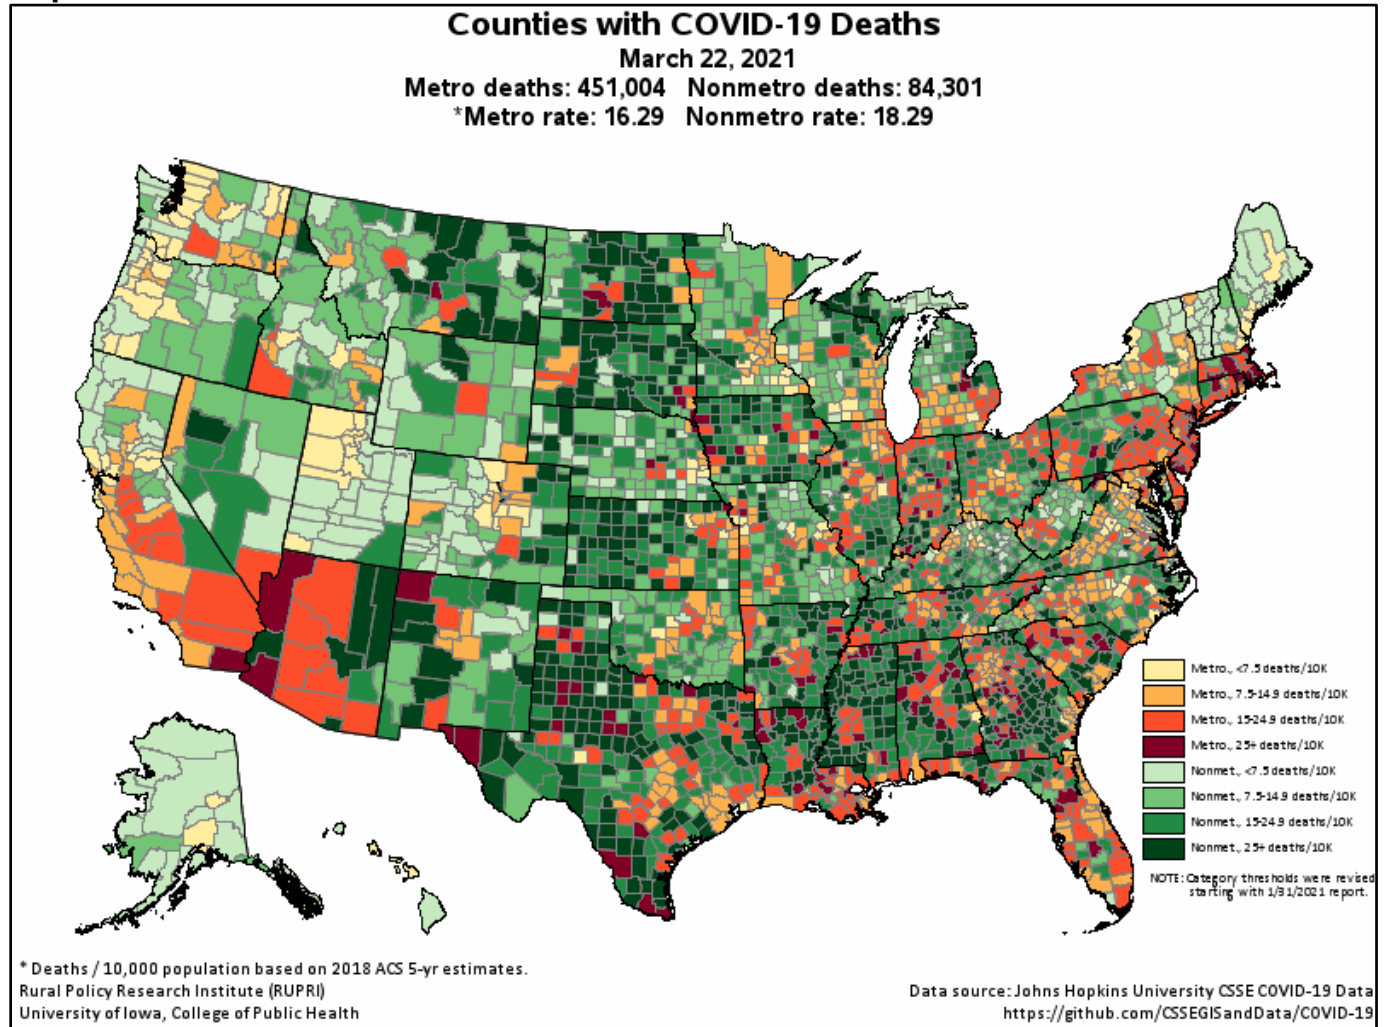 Counties with COVID-19 Deaths
March 22, 2021
Metro deaths: 451,004 Nonmetro deaths: 84,301
*Metro rate: 16.29 Nonmetro rate: 18.29
Metro., <7.5 deaths/10K
Metro., 7.5-14.9 deaths/10K
Metro., 15-24.9 deaths/10K
Metro., 25+ deaths/10K
Nonmet., <7.5 deaths/10K
Nonmet., 7.5-14.9 deaths/10K
Nonmet., 15-24.9 deaths/10K
Nonmet., 25+ deaths/10K
NOTE: Category thresholds were revised
starting with 1/31/2021 report.
* Deaths / 10,000 population based on 2018 ACS 5-yr estimates.
Rural Policy Research Institute (RUPRI)
University of Iowa, College of Public Health
Data source: Johns Hopkins University CSSE COVID-19 Data
https://github.com/CSSEGISandData/COVID-19